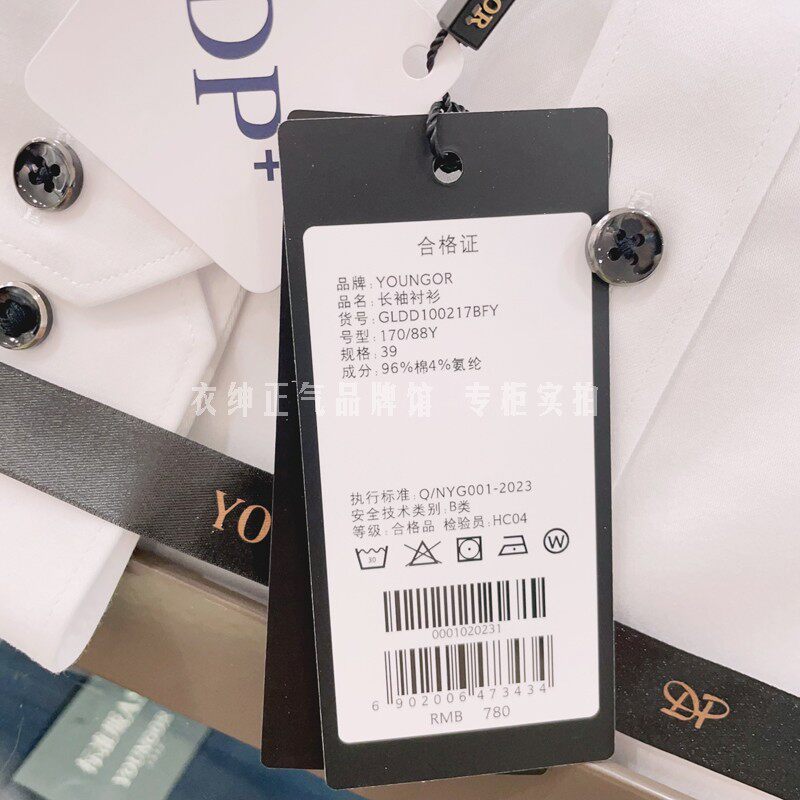 OR
DP+
合格证
品牌: YOUNGOR
品名: 长袖衬衫
货号: GLDD100217BFY
号型: 170/88Y
规格: 39
成分: 96%棉4%氨纶
衣绅正气品牌馆 专柜实拍
YO
执行标准: Q/NYG001-2023
安全技术类别: B类
等级: 合格品 检验员: HC04
30
W
0001020231
6 902006 473434
RMB 780
DP